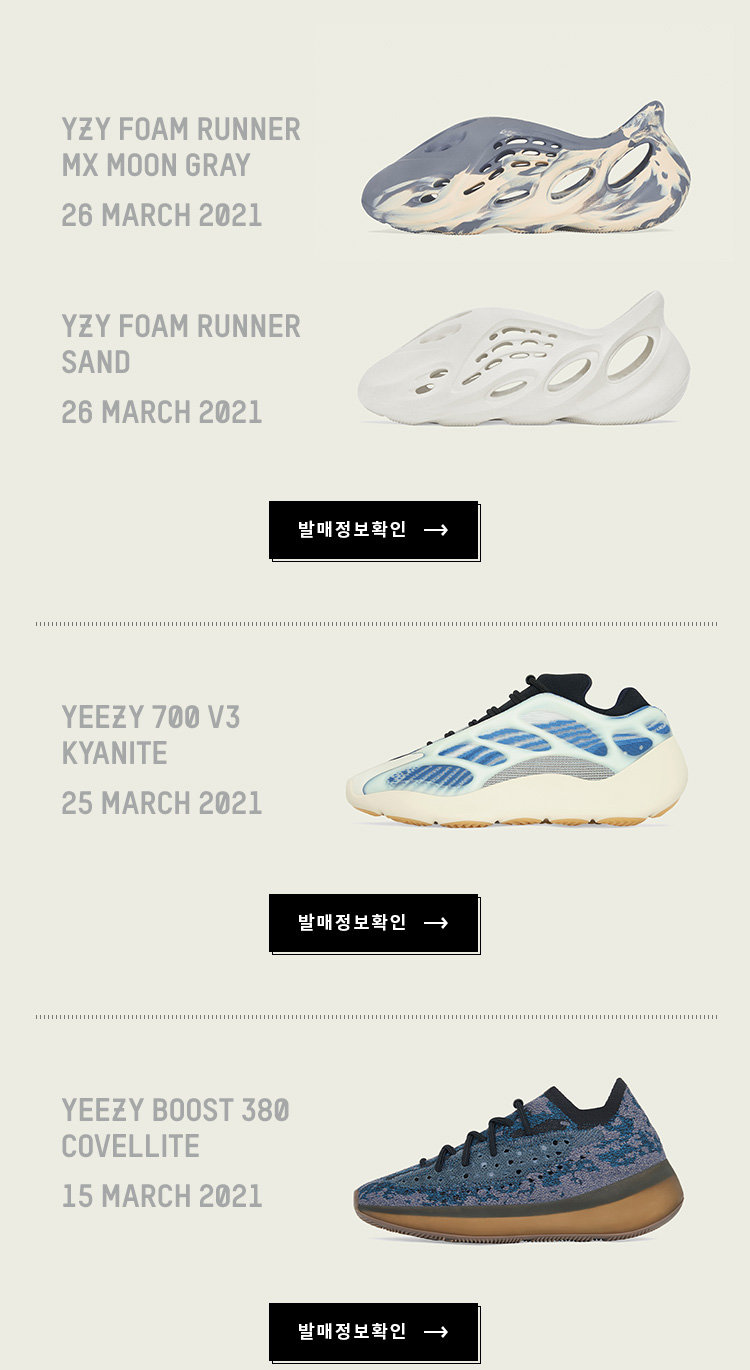 YZY FOAM RUNNER
MX MOON GRAY
26 MARCH 2021
YZY FOAM RUNNER
SAND
26 MARCH 2021
발매정보확인 →
YEEZY 700 V3
KYANITE
25 MARCH 2021
발매정보확인 →
YEEZY BOOST 380
COVELLITE
15 MARCH 2021
발매정보확인 →